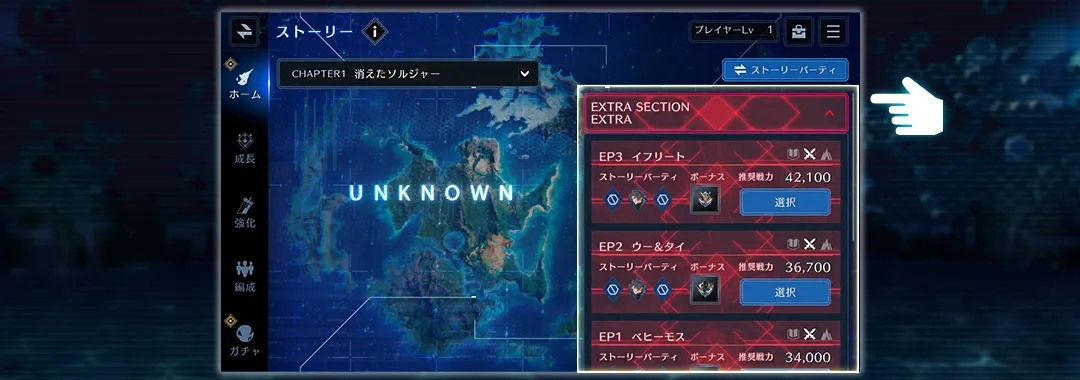 ストーリー
プレイヤーLv 1
CHAPTER1 消えたソルジャー
ストーリーパーティ
ホーム
成長
強化
編成
ガチャ
UNKNOWN
EXTRA SECTION
EXTRA
EP3 イフリート
ストーリーパーティ ボーナス 推奨戦力 42,100
選択
EP2 ウー&タイ
ストーリーパーティ ボーナス 推奨戦力 36,700
選択
EP1 ベヒーモス
ストーリーパーティ ボーナス 推奨戦力 34,000